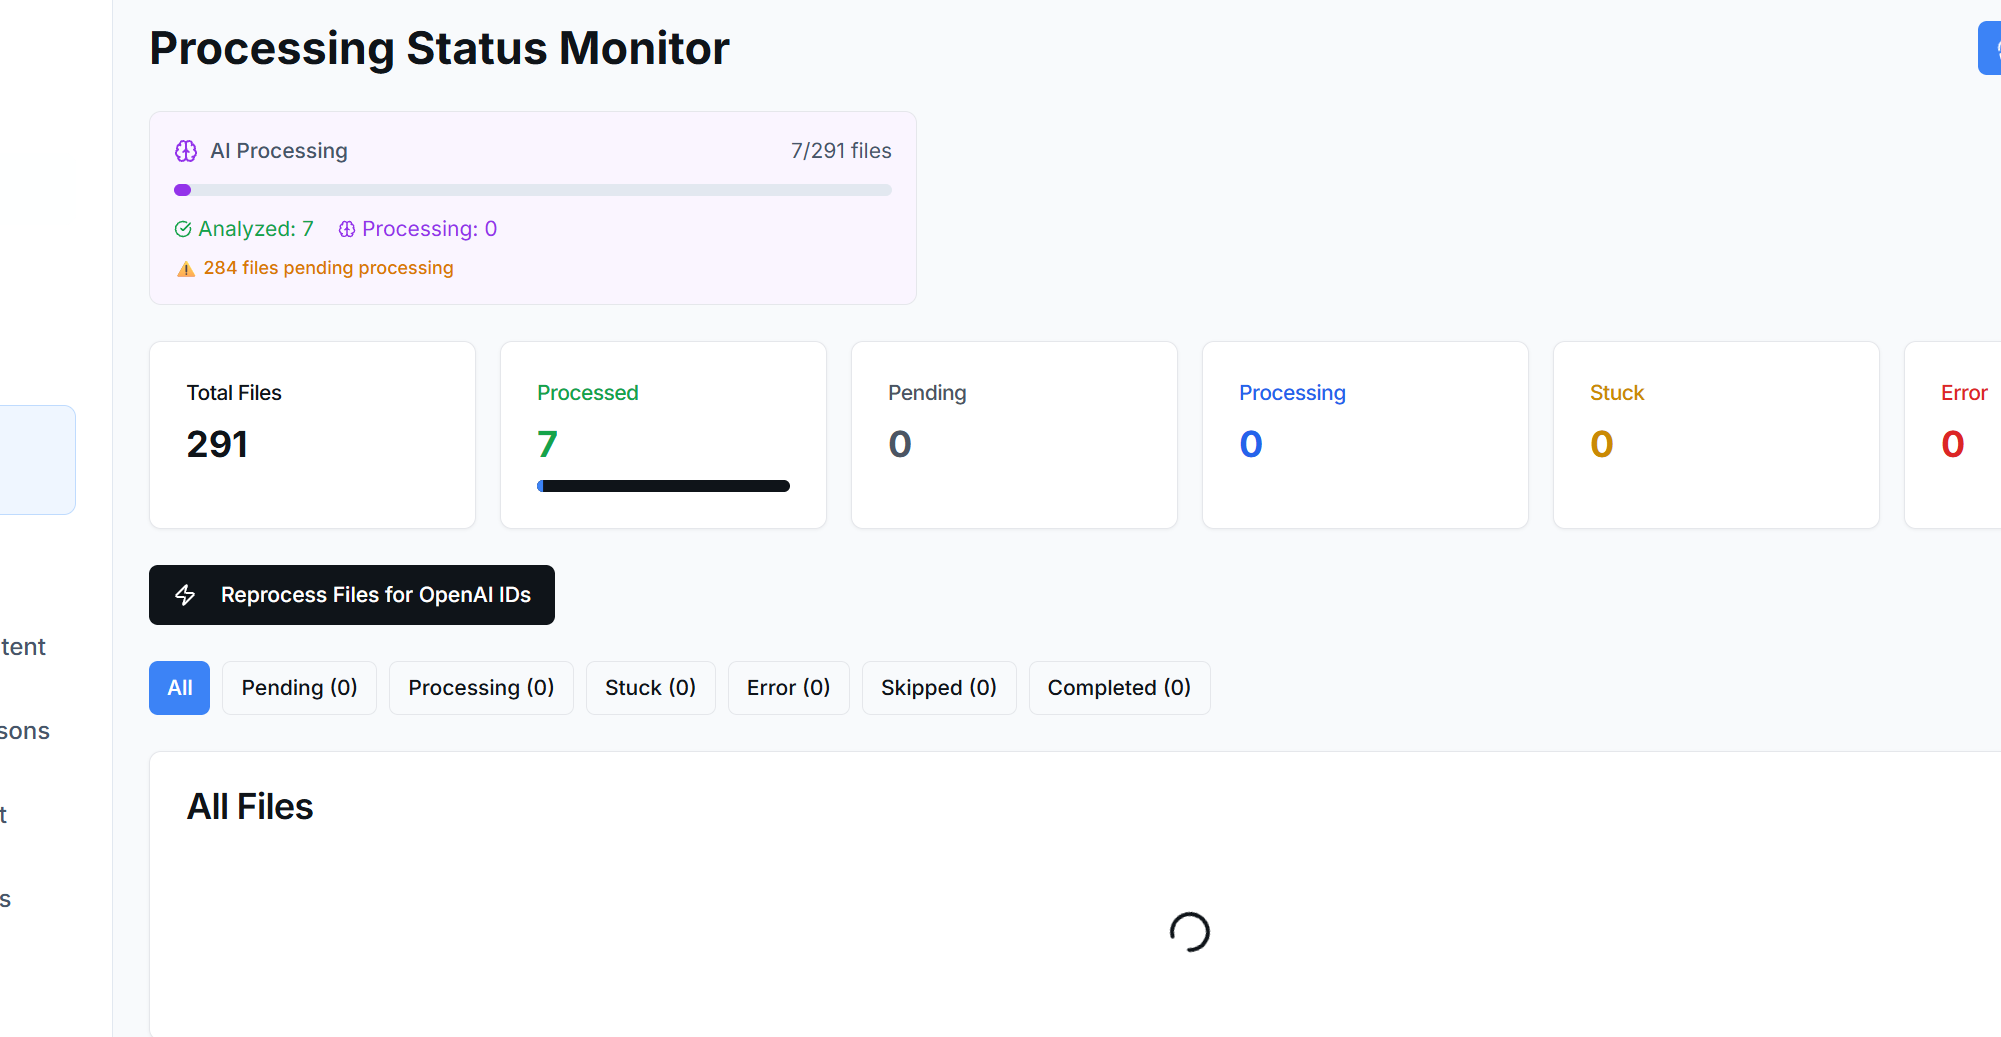 Processing Status Monitor
AI Processing
7/291 files
Analyzed: 7
Processing: 0
284 files pending processing
Total Files
291
Processed
7
Pending
0
Processing
0
Stuck
0
Error
0
Reprocess Files for OpenAI IDs
All
Pending (0)
Processing (0)
Stuck (0)
Error (0)
Skipped (0)
Completed (0)
tent
sons
t
s
All Files